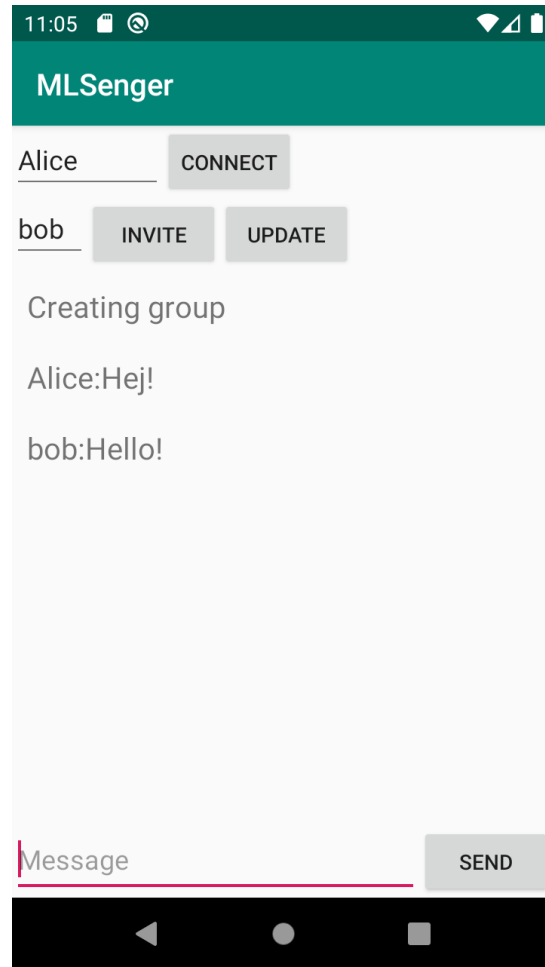 11:05
MLSenger
Alice CONNECT
bob INVITE UPDATE
Creating group
Alice:Hej!
bob:Hello!
Message SEND